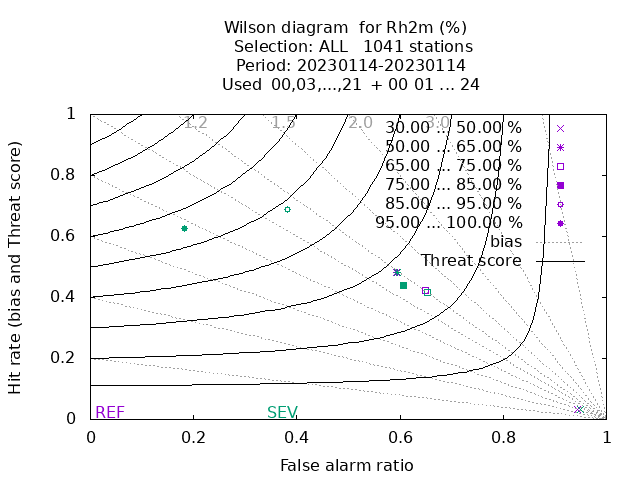 Wilson diagram  for Rh2m (%)
Selection: ALL   1041 stations
Period: 20230114-20230114
Used  00,03,...,21  + 00 01 ... 24
1.2 1.5 2.0 3.0
30.00 ... 50.00 %
50.00 ... 65.00 %
65.00 ... 75.00 %
75.00 ... 85.00 %
85.00 ... 95.00 %
95.00 ... 100.00 %
bias
Threat score
1
0.8
0.6
0.4
0.2
0
Hit rate (bias and Threat score)
REF SEV
0 0.2 0.4 0.6 0.8 1
False alarm ratio